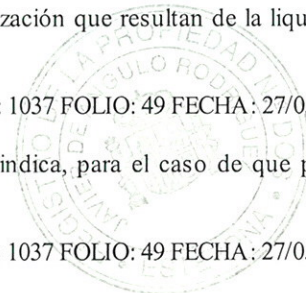 zación que resultan de la liqu
1037 FOLIO: 49 FECHA: 27/0
indica, para el caso de que p
1037 FOLIO: 49 FECHA: 27/0